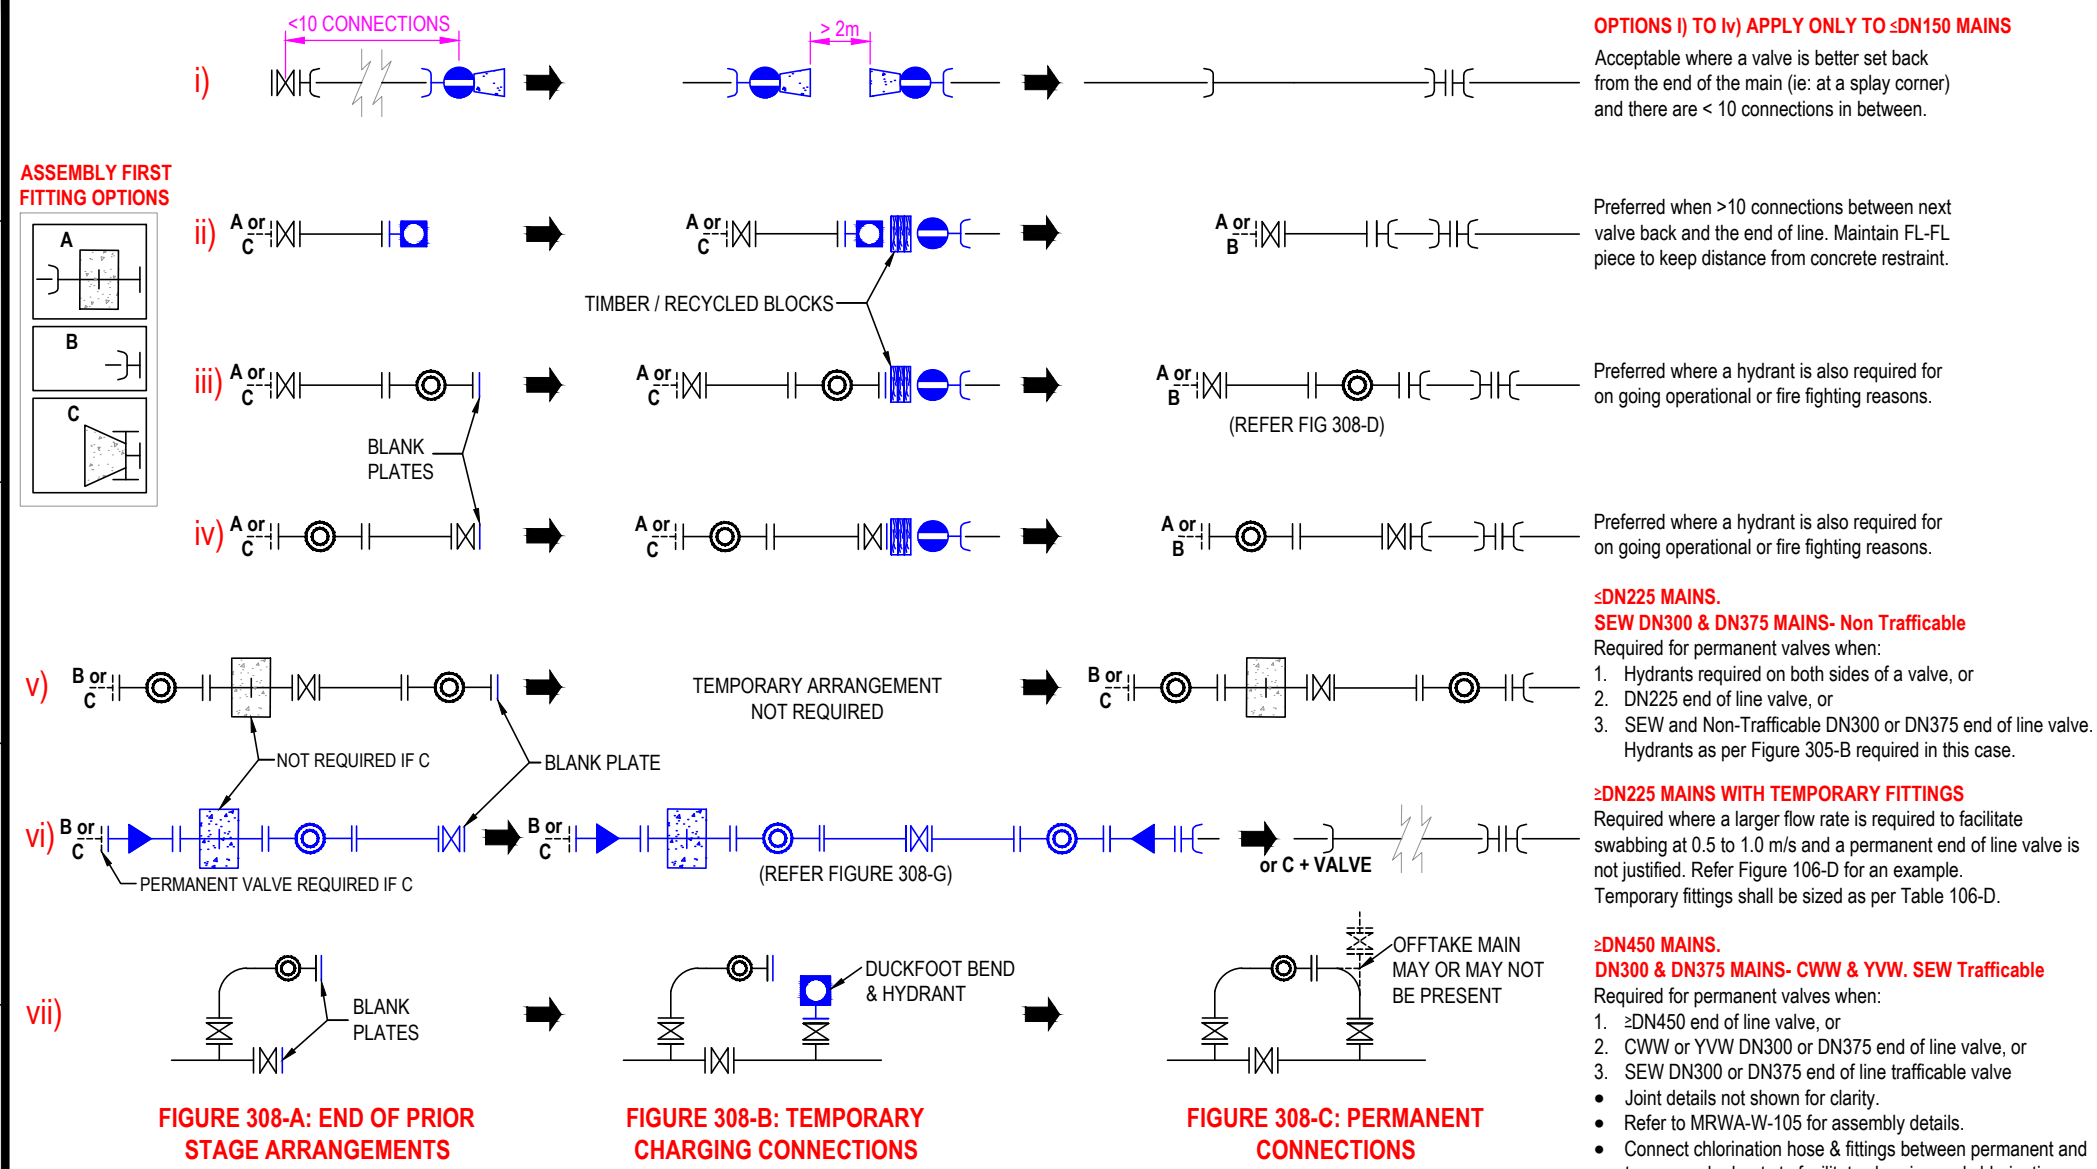 <10 CONNECTIONS
> 2m
OPTIONS I) TO Iv) APPLY ONLY TO ≤DN150 MAINS
i)
Acceptable where a valve is better set back
from the end of the main (ie: at a splay corner)
and there are < 10 connections in between.
ASSEMBLY FIRST
FITTING OPTIONS
A
B
C
ii)
A or
C
A or
C
A or
B
Preferred when >10 connections between next
valve back and the end of line. Maintain FL-FL
piece to keep distance from concrete restraint.
TIMBER / RECYCLED BLOCKS
iii)
A or
C
A or
C
A or
B
(REFER FIG 308-D)
Preferred where a hydrant is also required for
on going operational or fire fighting reasons.
BLANK
PLATES
iv)
A or
C
A or
C
A or
B
Preferred where a hydrant is also required for
on going operational or fire fighting reasons.
≤DN225 MAINS.
SEW DN300 & DN375 MAINS- Non Trafficable
Required for permanent valves when:
1. Hydrants required on both sides of a valve, or
2. DN225 end of line valve, or
3. SEW and Non-Trafficable DN300 or DN375 end of line valve.
Hydrants as per Figure 305-B required in this case.
v)
B or
C
TEMPORARY ARRANGEMENT
NOT REQUIRED
B or
C
NOT REQUIRED IF C
BLANK PLATE
≥DN225 MAINS WITH TEMPORARY FITTINGS
Required where a larger flow rate is required to facilitate
swabbing at 0.5 to 1.0 m/s and a permanent end of line valve is
not justified. Refer Figure 106-D for an example.
Temporary fittings shall be sized as per Table 106-D.
vi)
B or
C
PERMANENT VALVE REQUIRED IF C
B or
C
(REFER FIGURE 308-G)
or C + VALVE
≥DN450 MAINS.
DN300 & DN375 MAINS- CWW & YVW. SEW Trafficable
Required for permanent valves when:
1. ≥DN450 end of line valve, or
2. CWW or YVW DN300 or DN375 end of line valve, or
3. SEW DN300 or DN375 end of line trafficable valve
• Joint details not shown for clarity.
• Refer to MRWA-W-105 for assembly details.
• Connect chlorination hose & fittings between permanent and
vii)
BLANK
PLATES
DUCKFOOT BEND
& HYDRANT
OFFTAKE MAIN
MAY OR MAY NOT
BE PRESENT
FIGURE 308-A: END OF PRIOR
STAGE ARRANGEMENTS
FIGURE 308-B: TEMPORARY
CHARGING CONNECTIONS
FIGURE 308-C: PERMANENT
CONNECTIONS